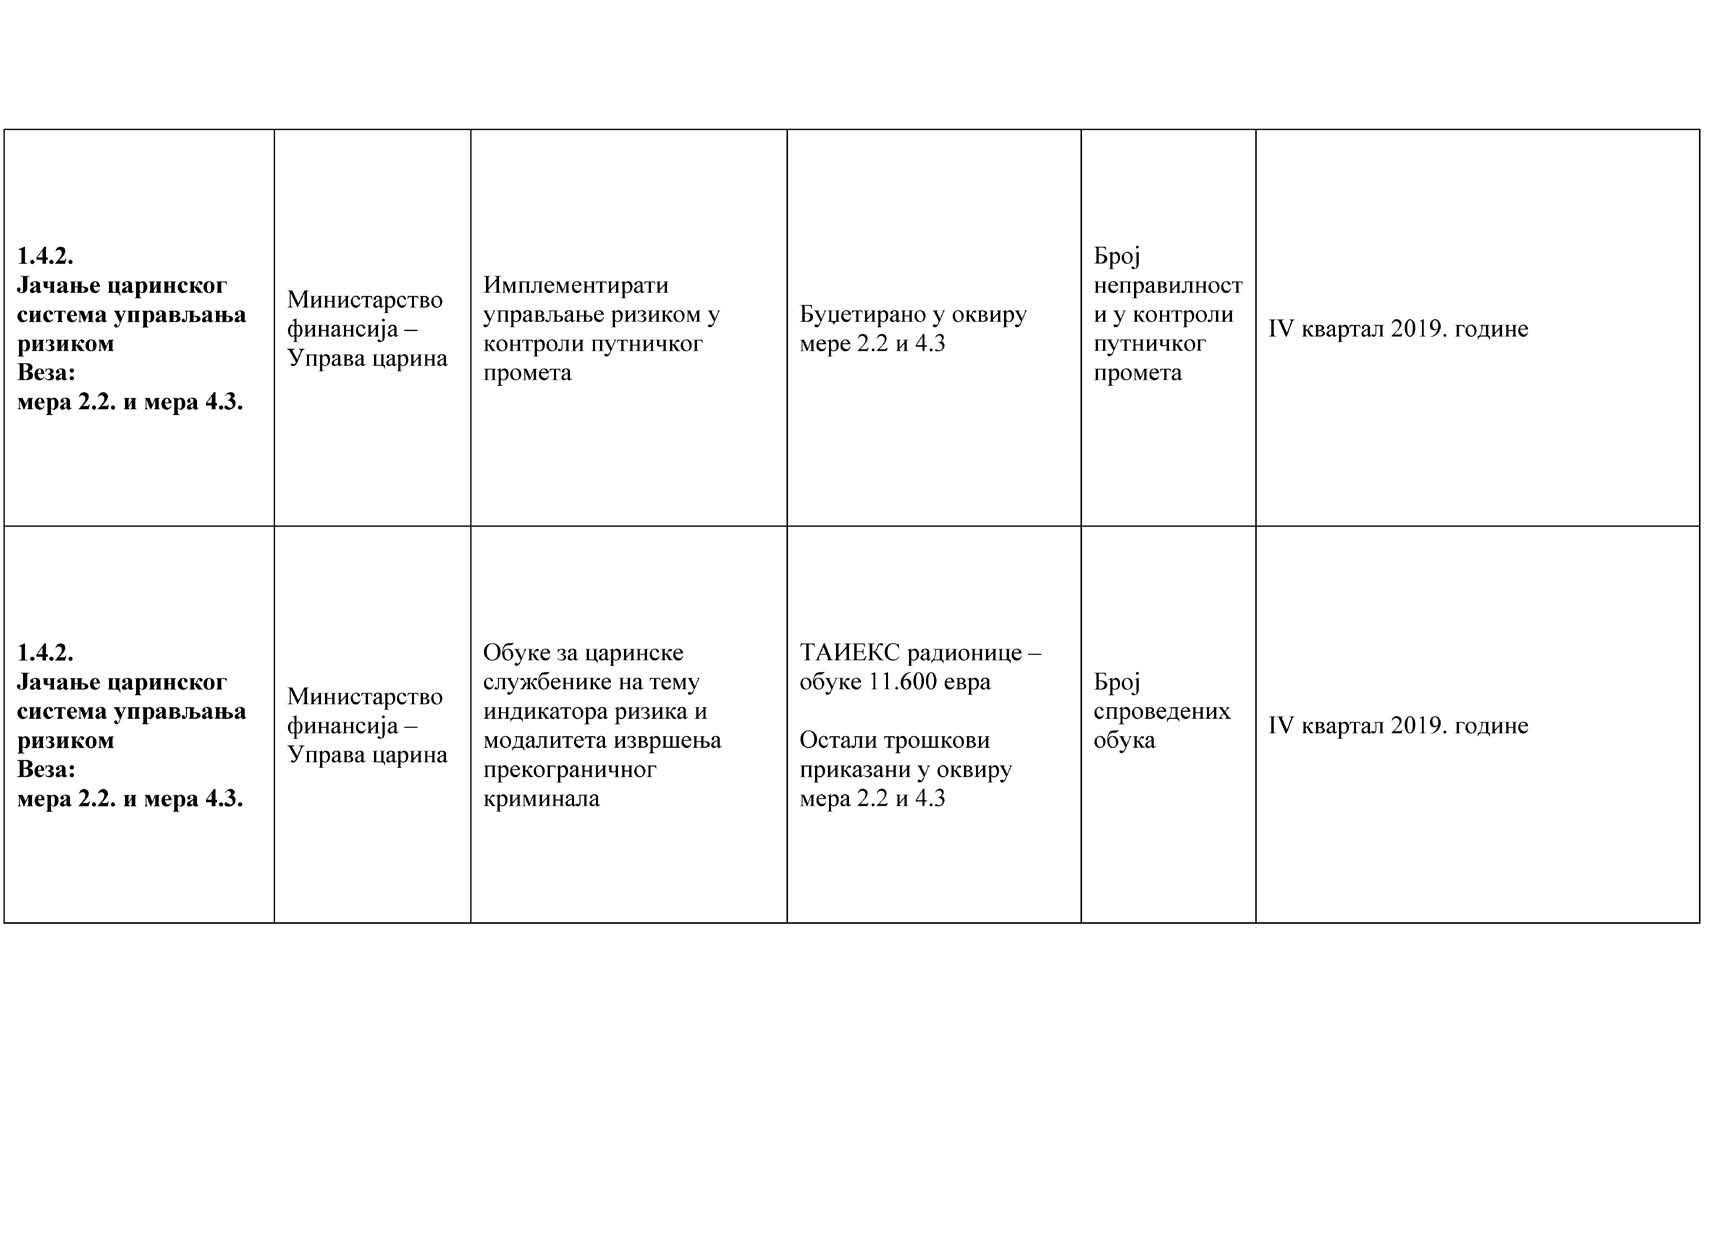 1.4.2.
Јачање царинског
система управљања
ризиком
Веза:
мера 2.2. и мера 4.3.
Министарство
финансија –
Управа царина
Имплементирати
управљање ризиком у
контроли путничког
промета
Буџетирано у оквиру
мере 2.2 и 4.3
Број
неправилност
и у контроли
путничког
промета
IV квартал 2019. године
1.4.2.
Јачање царинског
система управљања
ризиком
Веза:
мера 2.2. и мера 4.3.
Министарство
финансија –
Управа царина
Обуке за царинске
службенике на тему
индикатора ризика и
модалитета извршења
прекограничног
криминала
ТАИЕКС радионице –
обуке 11.600 евра
Остали трошкови
приказани у оквиру
мера 2.2 и 4.3
Број
спроведених
обука
IV квартал 2019. године